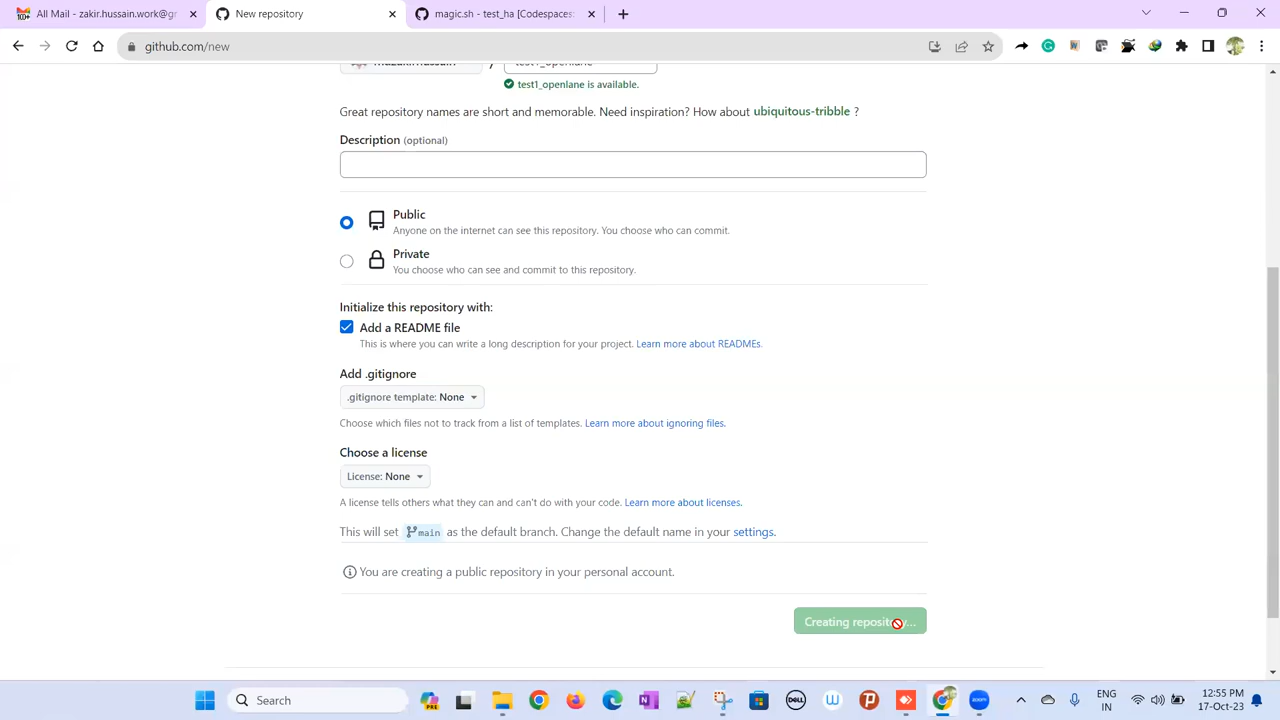 All Mail - zakir.hussain.work@gr
New repository
magic.sh - test_ha [Codespaces
github.com/new
test1_openlane
test1_openlane is available.
Great repository names are short and memorable. Need inspiration? How about ubiquitous-tribble ?
Description (optional)
Public
Anyone on the internet can see this repository. You choose who can commit.
Private
You choose who can see and commit to this repository.
Initialize this repository with:
Add a README file
This is where you can write a long description for your project. Learn more about READMEs.
Add .gitignore
.gitignore template: None
Choose which files not to track from a list of templates. Learn more about ignoring files.
Choose a license
License: None
A license tells others what they can and can't do with your code. Learn more about licenses.
This will set main as the default branch. Change the default name in your settings.
You are creating a public repository in your personal account.
Creating repository...
Search
ENG
IN
12:55 PM
17-Oct-23